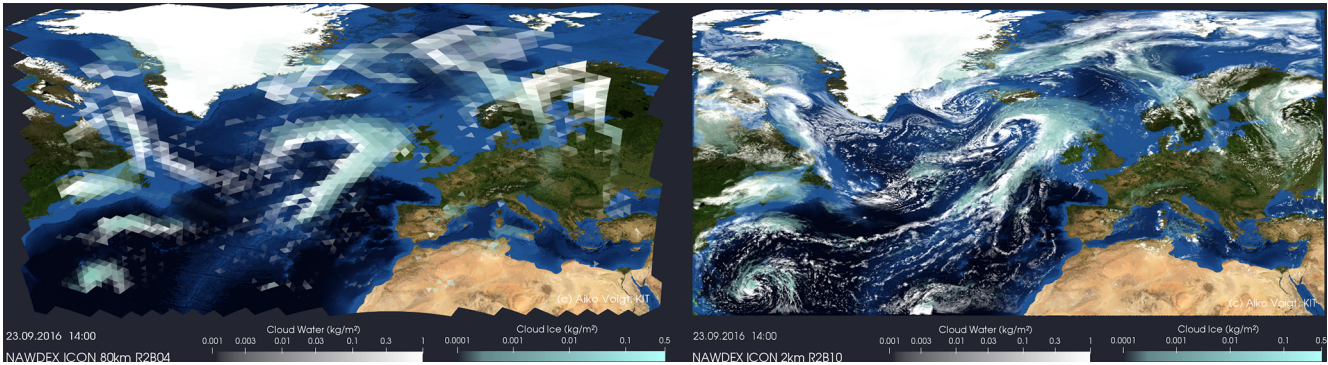 (c) Aiko Voigt, KIT
23.09.2016 14:00
Cloud Water (kg/m²)
Cloud Ice (kg/m²)
0.001 0.003 0.01 0.03 0.1 0.3 1
0.0001 0.001 0.01 0.1 0.5
NAWDEX ICON 80km R2B04
(c) Aiko Voigt, KIT
23.09.2016 14:00
Cloud Water (kg/m²)
Cloud Ice (kg/m²)
0.001 0.003 0.01 0.03 0.1 0.3 1
0.0001 0.001 0.01 0.1 0.5
NAWDEX ICON 2km R2B10